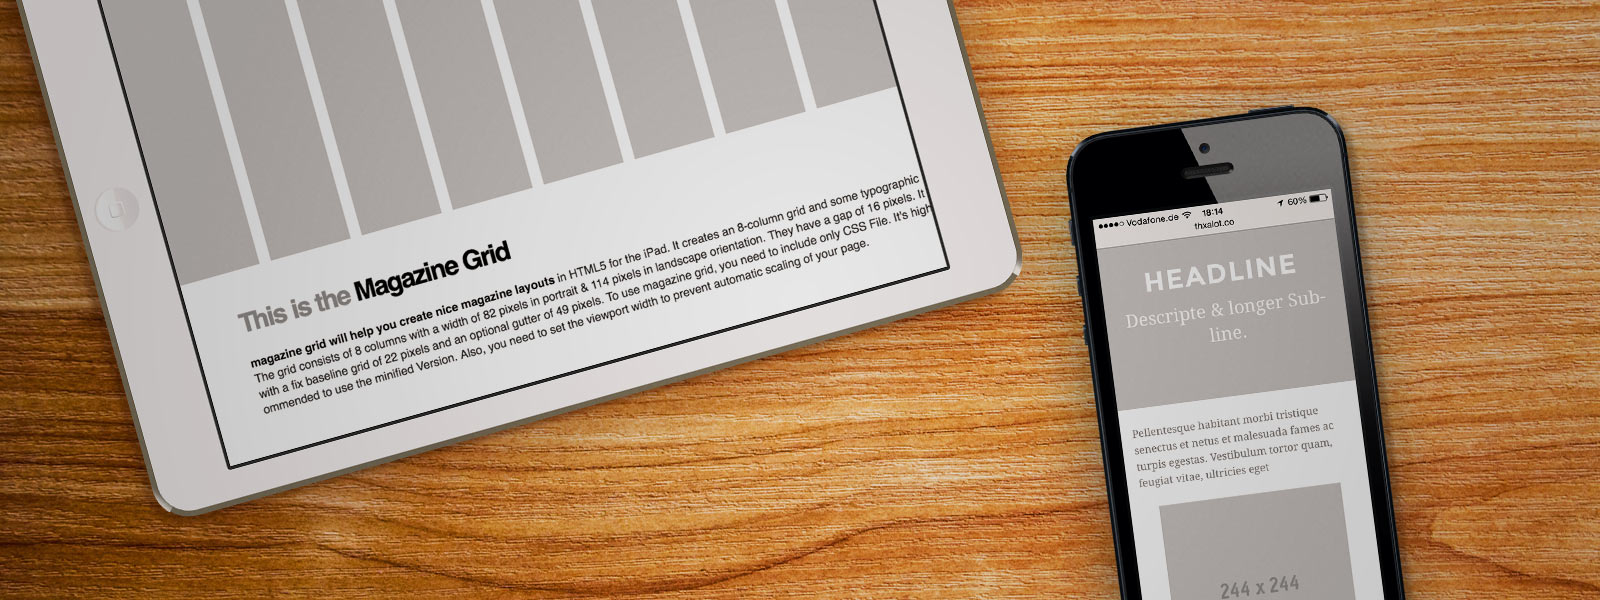 This is the Magazine Grid
magazine grid will help you create nice magazine layouts in HTML5 for the iPad. It creates an 8-column grid and some typographic
The grid consists of 8 columns with a width of 82 pixels in portrait & 114 pixels in landscape orientation. They have a gap of 16 pixels. It
with a fix baseline grid of 22 pixels and an optional gutter of 49 pixels. To use magazine grid, you need to include only CSS File. It's high
ommended to use the minified Version. Also, you need to set the viewport width to prevent automatic scaling of your page.
Vodafone.de 18:14 60%
thxalot.co
HEADLINE
Descripte & longer Sub-
line.
Pellentesque habitant morbi tristique
senectus et netus et malesuada fames ac
turpis egestas. Vestibulum tortor quam,
feugiat vitae, ultricies eget
244 x 244